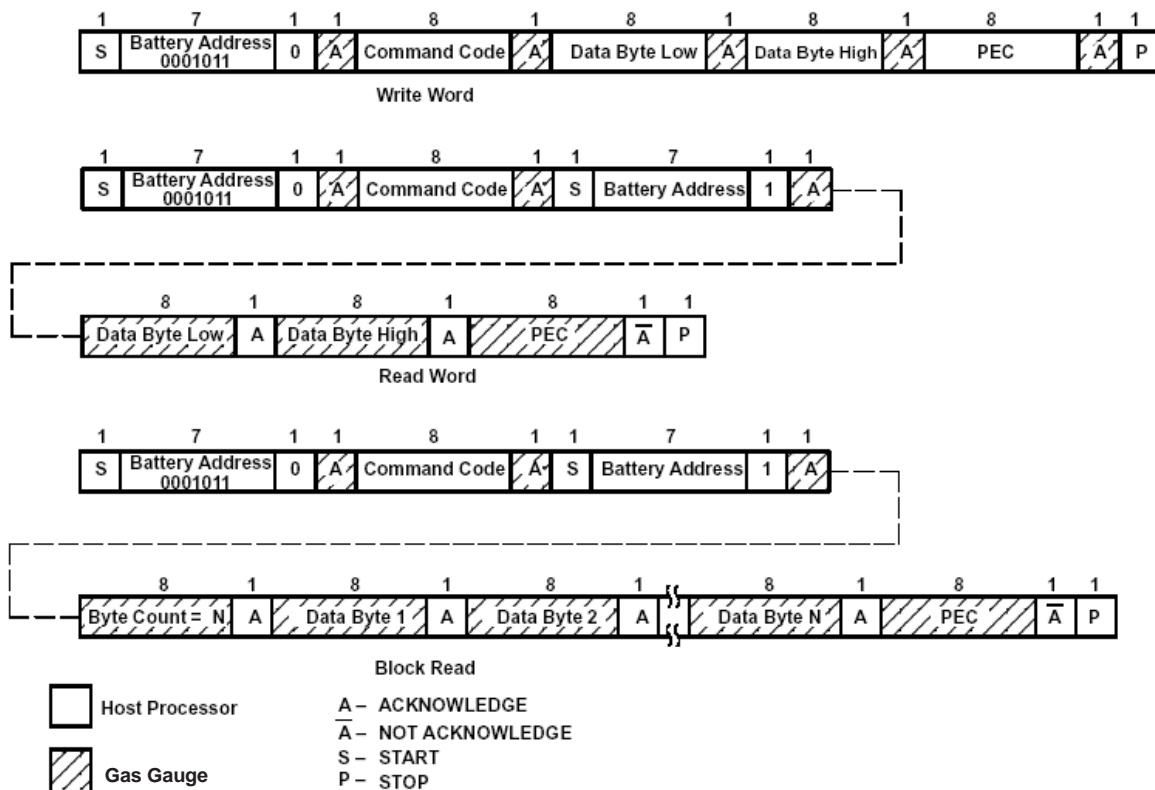 1 7 1 1 8 1 8 1 8 1 8 1 1
S Battery Address 0001011 0 A Command Code A Data Byte Low A Data Byte High A PEC A P
Write Word
1 7 1 1 8 1 1 7 1 1
S Battery Address 0001011 0 A Command Code A S Battery Address 1 A
8 1 8 1 8 1 1
Data Byte Low A Data Byte High A PEC A̅ P
Read Word
1 7 1 1 8 1 1 7 1 1
S Battery Address 0001011 0 A Command Code A S Battery Address 1 A
8 1 8 1 8 1 8 1 8 1 1
Byte Count = N A Data Byte 1 A Data Byte 2 A Data Byte N A PEC A̅ P
Block Read
Host Processor
Gas Gauge
A – ACKNOWLEDGE
A̅ – NOT ACKNOWLEDGE
S – START
P – STOP